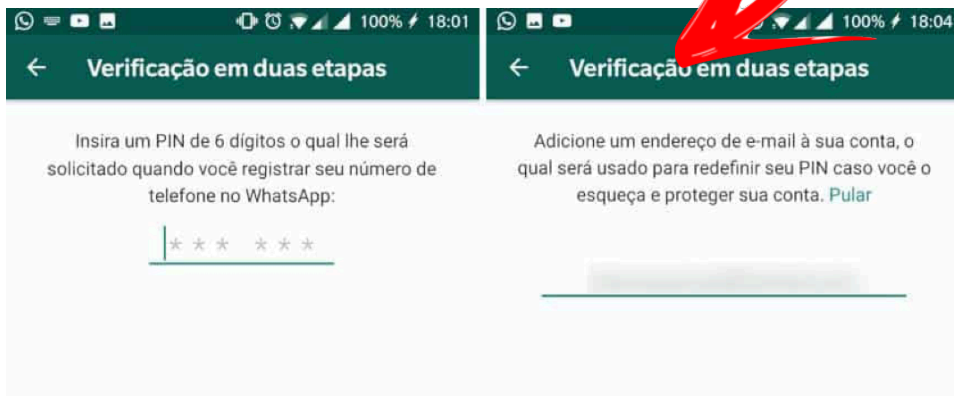 100% 18:01
Verificação em duas etapas
Insira um PIN de 6 dígitos o qual lhe será
solicitado quando você registrar seu número de
telefone no WhatsApp:
*** ***
100% 18:04
Verificação em duas etapas
Adicione um endereço de e-mail à sua conta, o
qual será usado para redefinir seu PIN caso você o
esqueça e proteger sua conta. Pular